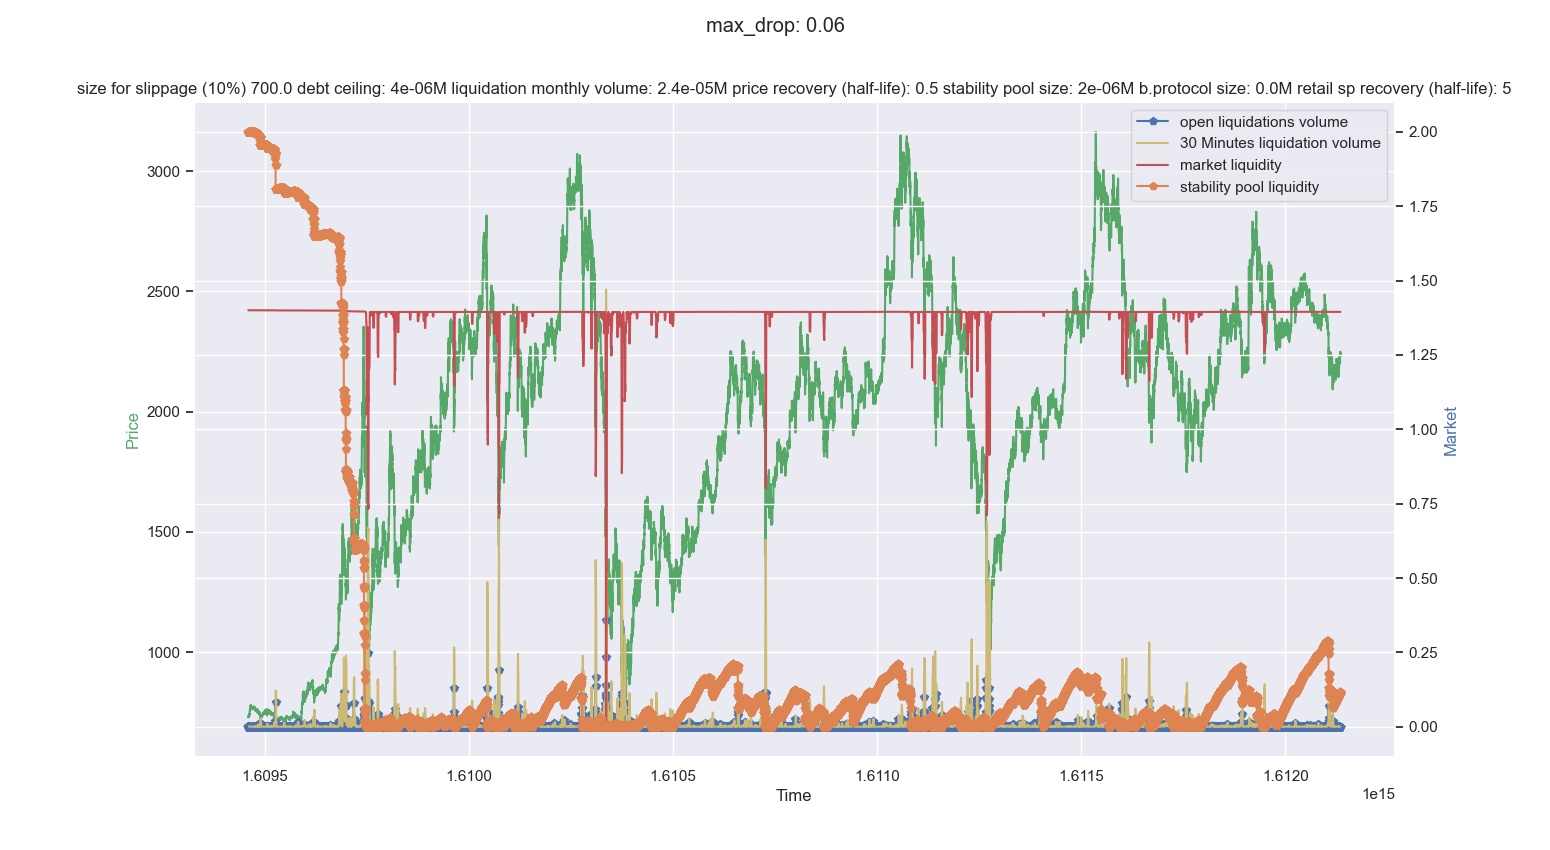 max_drop: 0.06
size for slippage (10%) 700.0 debt ceiling: 4e-06M liquidation monthly volume: 2.4e-05M price recovery (half-life): 0.5 stability pool size: 2e-06M b.protocol size: 0.0M retail sp recovery (half-life): 5
open liquidations volume
30 Minutes liquidation volume
market liquidity
stability pool liquidity
3000
2500
2000
1500
1000
Price
2.00
1.75
1.50
1.25
1.00
0.75
0.50
0.25
0.00
Market
1.6095 1.6100 1.6105 1.6110 1.6115 1.6120
Time
1e15